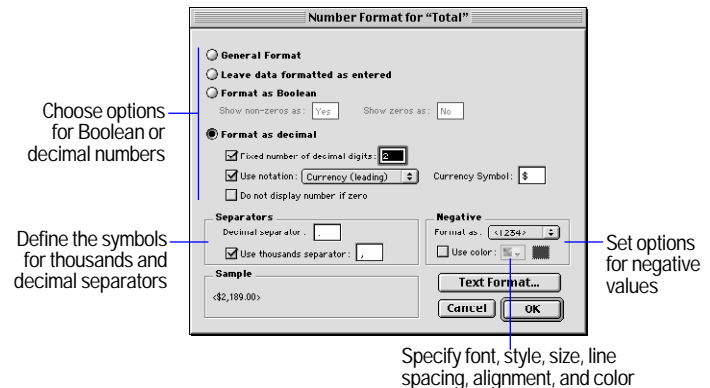 Number Format for “Total”
General Format
Leave data formatted as entered
Format as Boolean
Show non-zeros as: Yes Show zeros as: No
Format as decimal
Fixed number of decimal digits: 2
Use notation: Currency (leading) Currency Symbol: $
Do not display number if zero
Separators
Decimal separator: .
Use thousands separator: ,
Negative
Format as: <1234>
Use color:
Sample
<$2,189.00>
Text Format...
Cancel OK
Choose options
for Boolean or
decimal numbers
Define the symbols
for thousands and
decimal separators
Set options
for negative
values
Specify font, style, size, line
spacing, alignment, and color